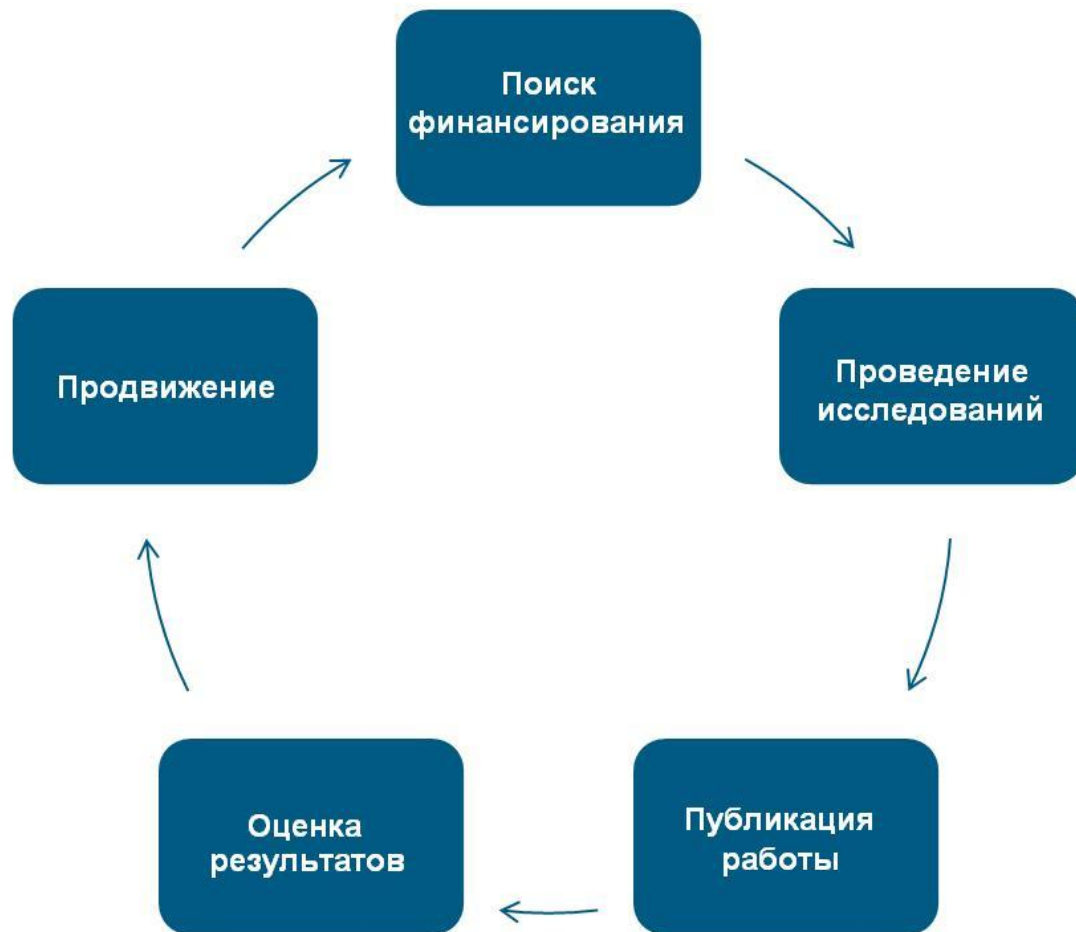 Поиск
финансирования
Проведение
исследований
Публикация
работы
Оценка
результатов
Продвижение